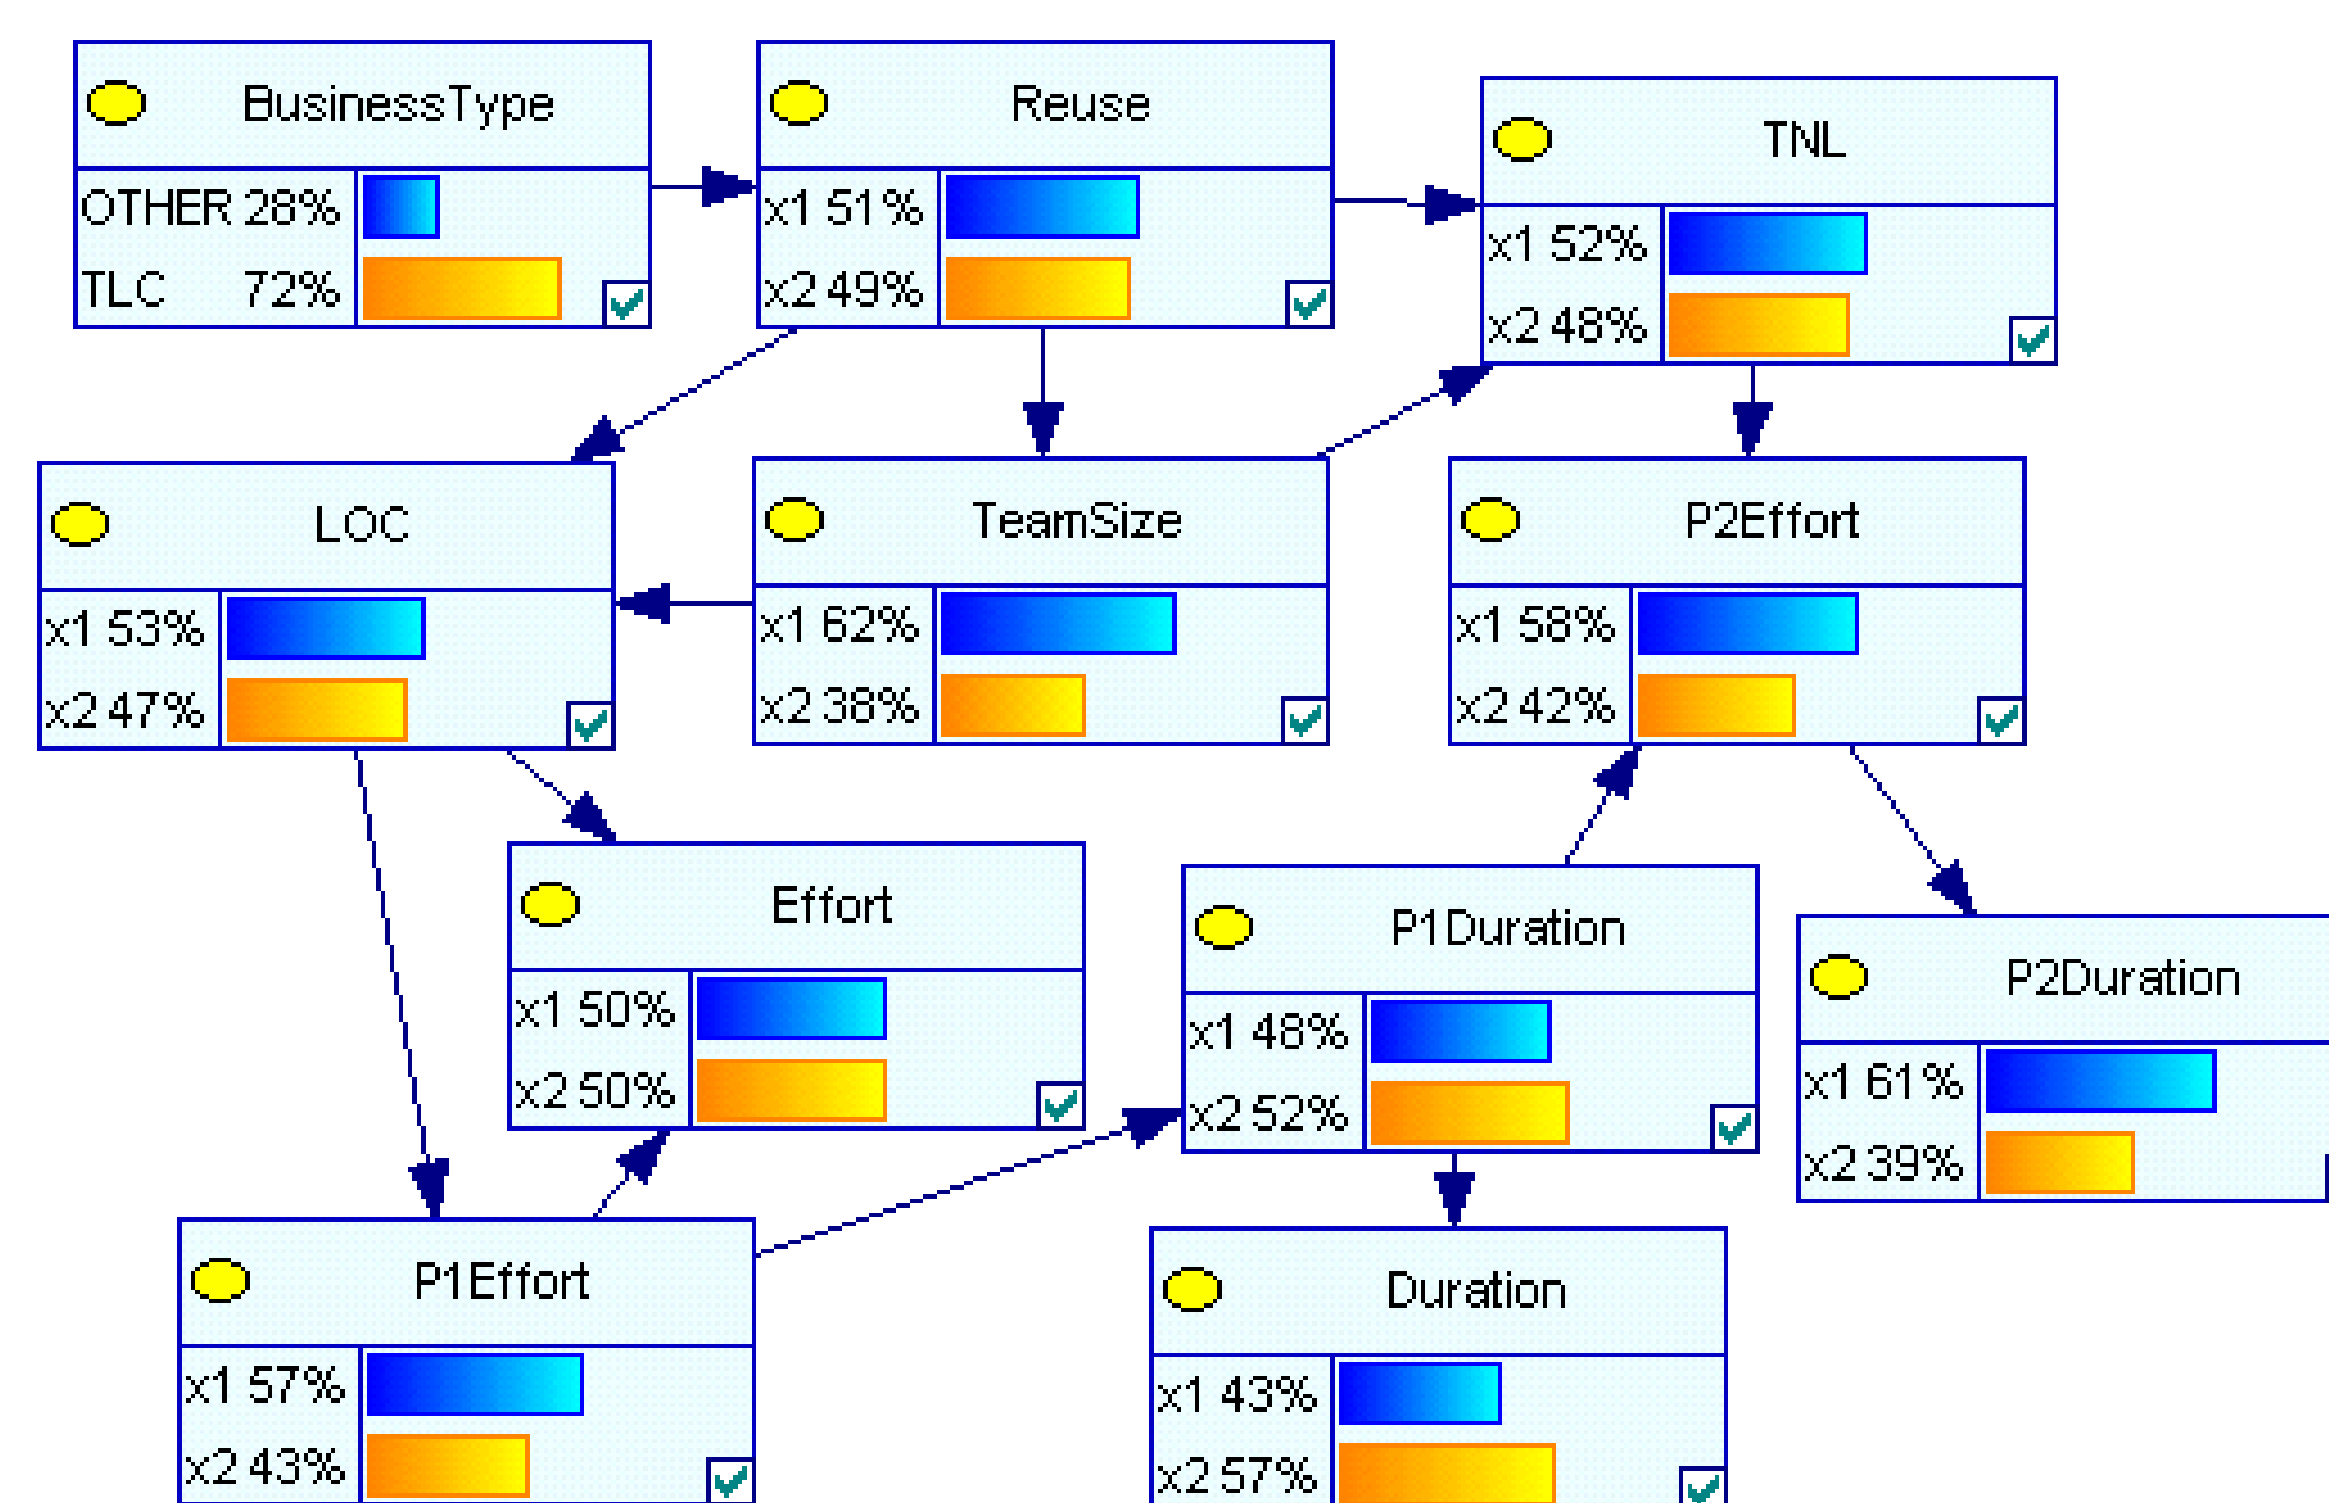 BusinessType
OTHER 28%
TLC 72%
Reuse
x1 51%
x2 49%
TNL
x1 52%
x2 48%
LOC
x1 53%
x2 47%
TeamSize
x1 62%
x2 38%
P2Effort
x1 58%
x2 42%
Effort
x1 50%
x2 50%
P1Duration
x1 48%
x2 52%
P2Duration
x1 61%
x2 39%
P1Effort
x1 57%
x2 43%
Duration
x1 43%
x2 57%